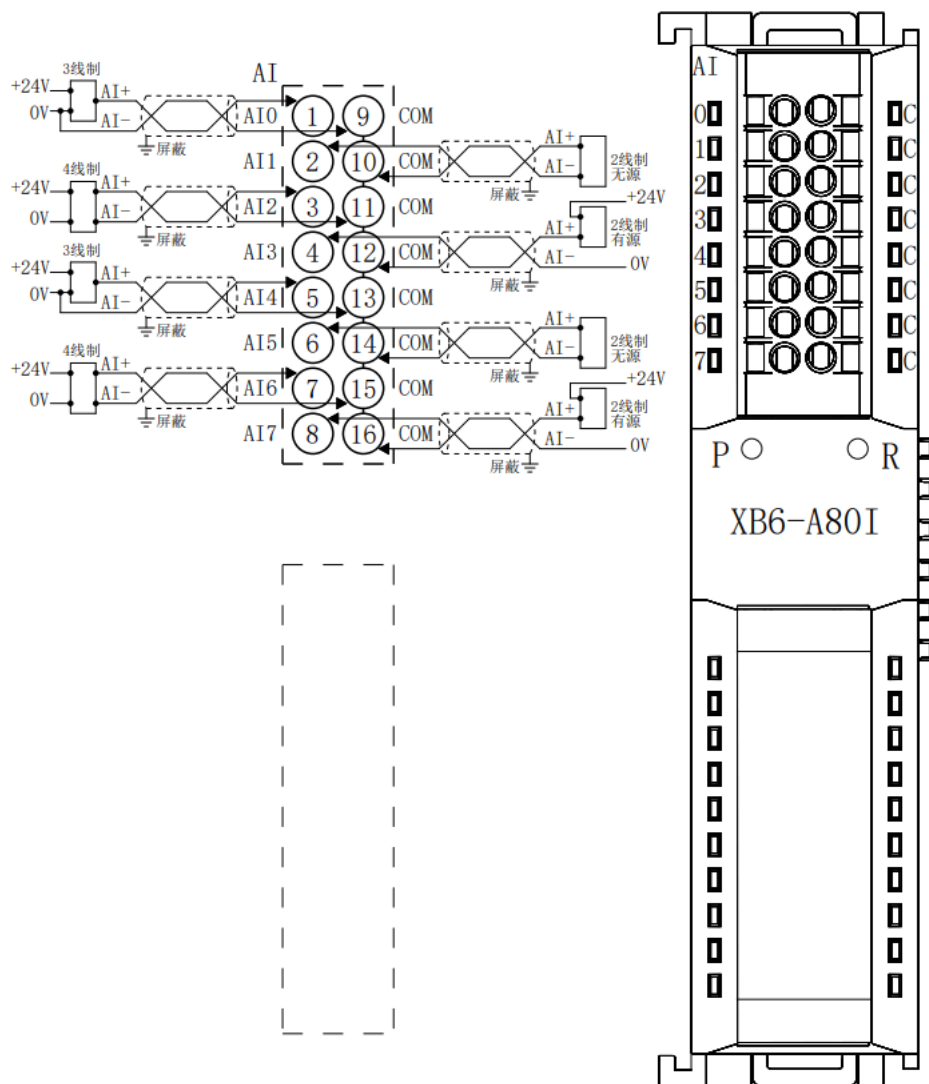 3线制
+24V
0V
AI+
AI-
屏蔽
AI
AI0
1
9
COM
AI1
2
10
COM
AI+
AI-
2线制
无源
屏蔽
4线制
+24V
0V
AI+
AI-
屏蔽
AI2
3
11
COM
AI3
4
12
COM
+24V
AI+
AI-
2线制
有源
0V
屏蔽
3线制
+24V
0V
AI+
AI-
屏蔽
AI4
5
13
COM
AI5
6
14
COM
AI+
AI-
2线制
无源
屏蔽
4线制
+24V
0V
AI+
AI-
屏蔽
AI6
7
15
COM
AI7
8
16
COM
+24V
AI+
AI-
2线制
有源
0V
屏蔽
AI
0 C
1 C
2 C
3 C
4 C
5 C
6 C
7 C
P R
XB6-A80I